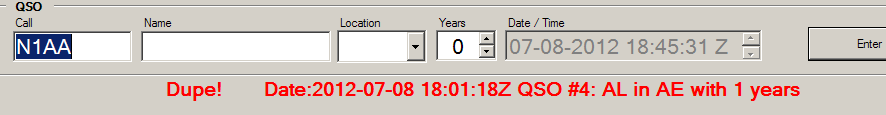 QSO
Call Name Location Years Date / Time
N1AA 0 07-08-2012 18:45:31 Z Enter
Dupe! Date:2012-07-08 18:01:18Z QSO #4: AL in AE with 1 years